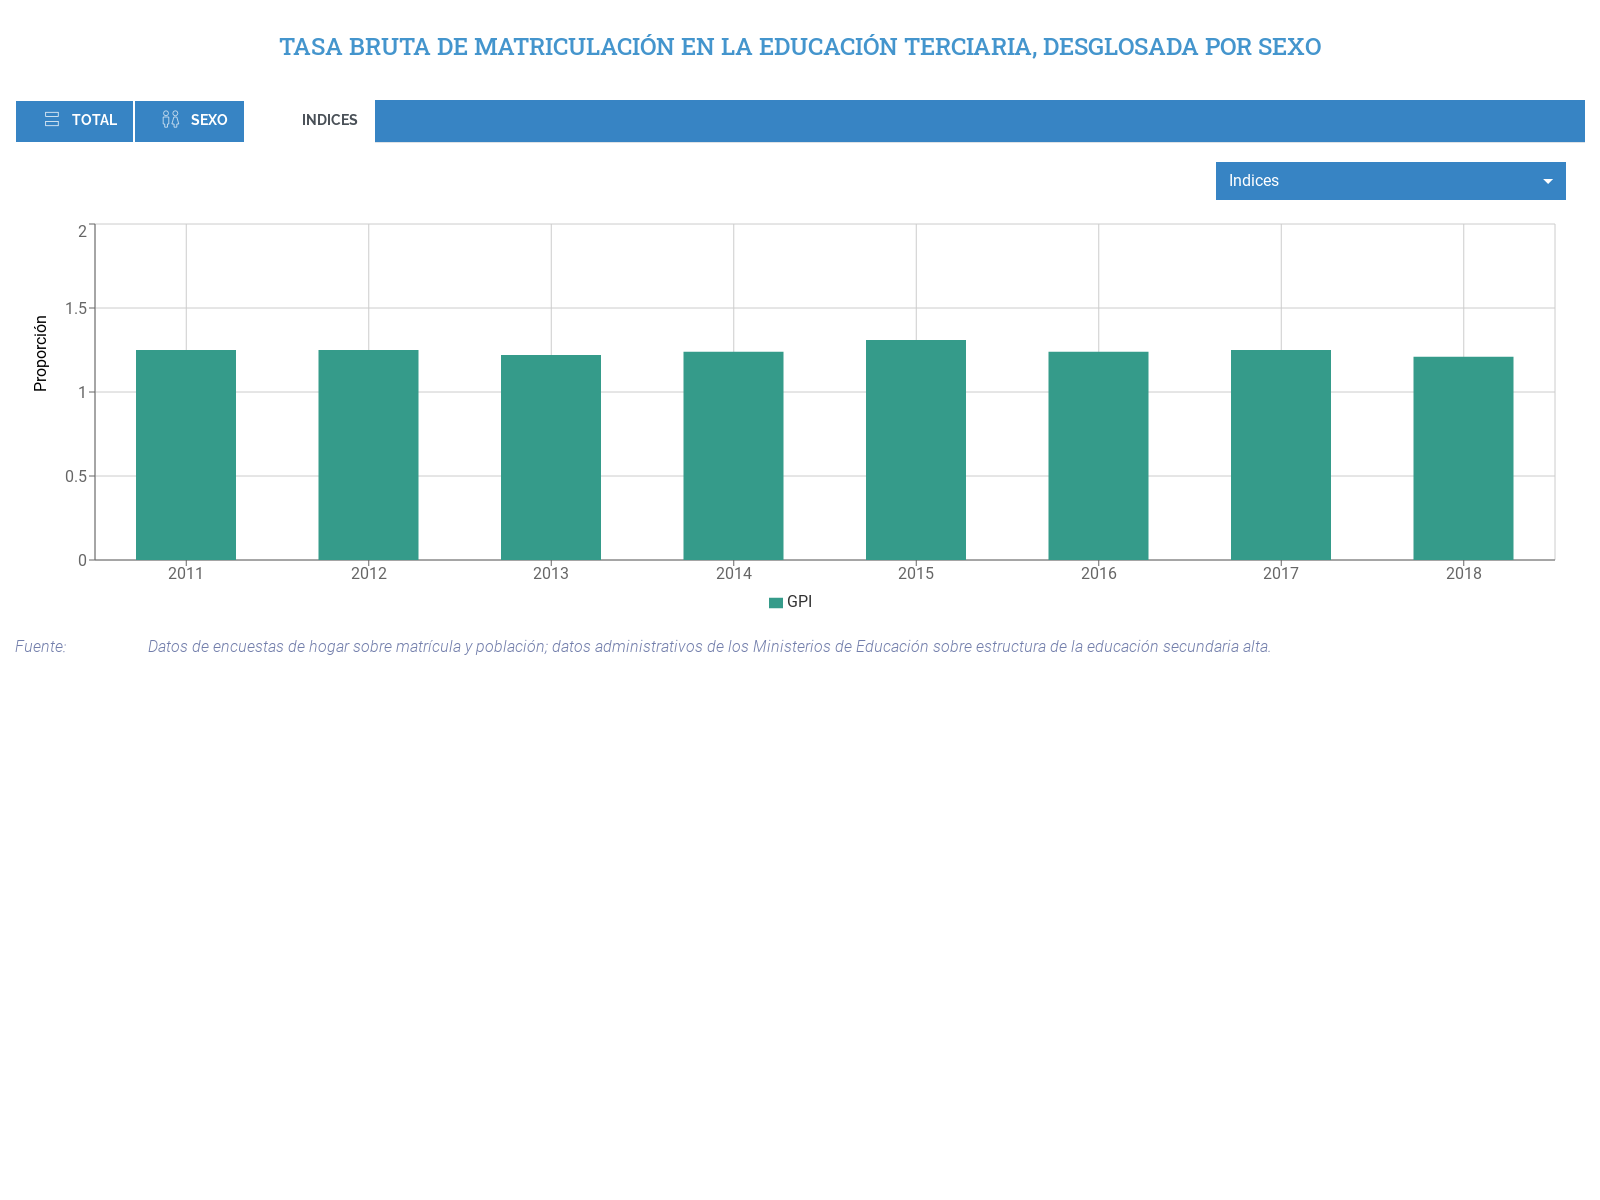 TASA BRUTA DE MATRICULACIÓN EN LA EDUCACIÓN TERCIARIA, DESGLOSADA POR SEXO
TOTAL SEXO INDICES
Indices
2
1.5
1
0.5
0
Proporción
2011 2012 2013 2014 2015 2016 2017 2018
GPI
Fuente: Datos de encuestas de hogar sobre matrícula y población; datos administrativos de los Ministerios de Educación sobre estructura de la educación secundaria alta.